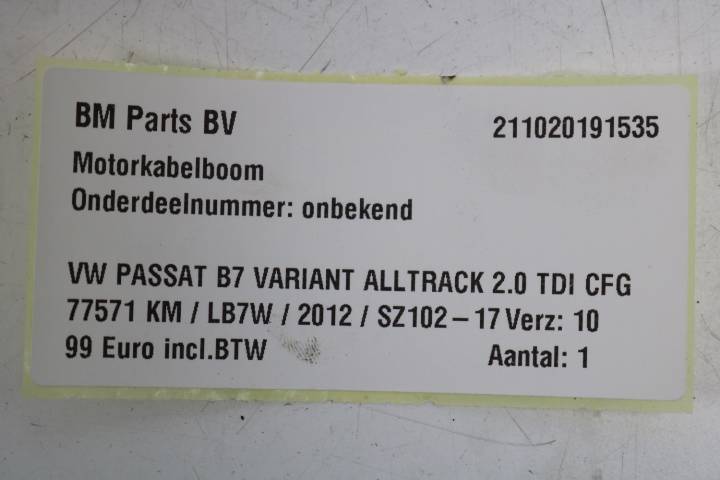 BM Parts BV 211020191535
Motorkabelboom
Onderdeelnummer: onbekend
VW PASSAT B7 VARIANT ALLTRACK 2.0 TDI CFG
77571 KM / LB7W / 2012 / SZ102-17 Verz: 10
99 Euro incl.BTW Aantal: 1